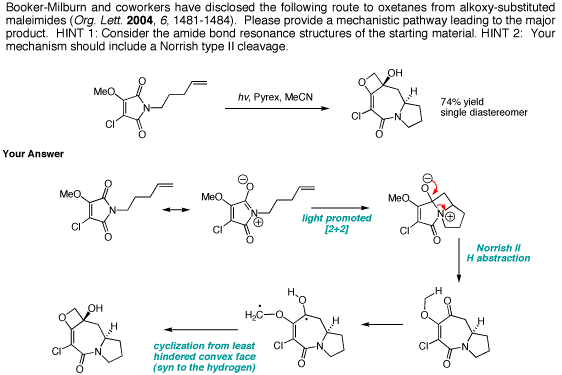 Booker-Milburn and coworkers have disclosed the following route to oxetanes from alkoxy-substituted
maleimides (Org. Lett. 2004, 6, 1481-1484). Please provide a mechanistic pathway leading to the major
product. HINT 1: Consider the amide bond resonance structures of the starting material. HINT 2: Your
mechanism should include a Norrish type II cleavage.
MeO O N Cl O
hv, Pyrex, MeCN
O OH H Cl N O
74% yield
single diastereomer
Your Answer
MeO O N Cl O
MeO O ⊖ N ⊕ Cl O
light promoted
[2+2]
O ⊖ MeO N ⊕ Cl O
Norrish II
H abstraction
H O O H Cl N O
H2C • O HO • H Cl N O
cyclization from least
hindered convex face
(syn to the hydrogen)
O OH H Cl N O